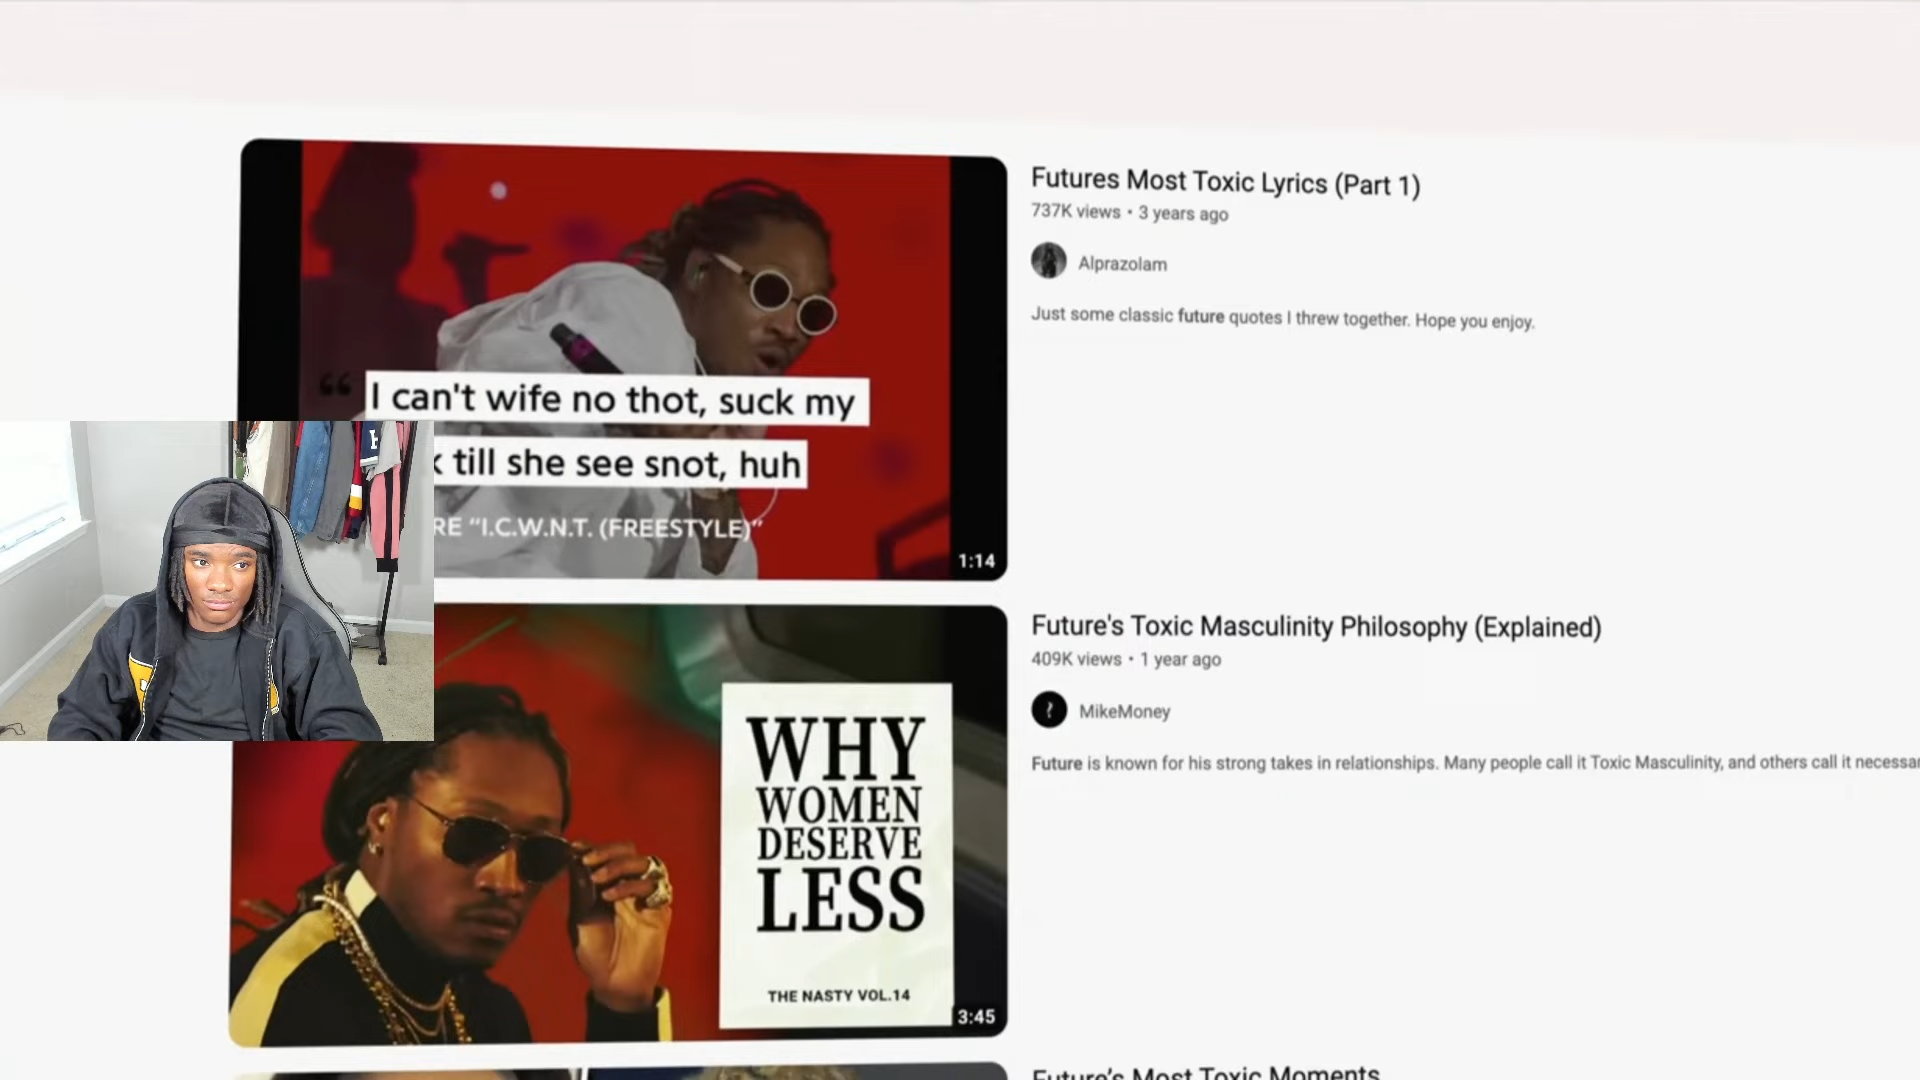 Futures Most Toxic Lyrics (Part 1)
737K views • 3 years ago
Alprazolam
Just some classic future quotes I threw together. Hope you enjoy.
“ I can't wife no thot, suck my
till she see snot, huh
"I.C.W.N.T. (FREESTYLE)"
1:14
Future's Toxic Masculinity Philosophy (Explained)
409K views • 1 year ago
MikeMoney
Future is known for his strong takes in relationships. Many people call it Toxic Masculinity, and others call it
WHY
WOMEN
DESERVE
LESS
THE NASTY VOL.14
3:45
Future's Most Toxic Moments